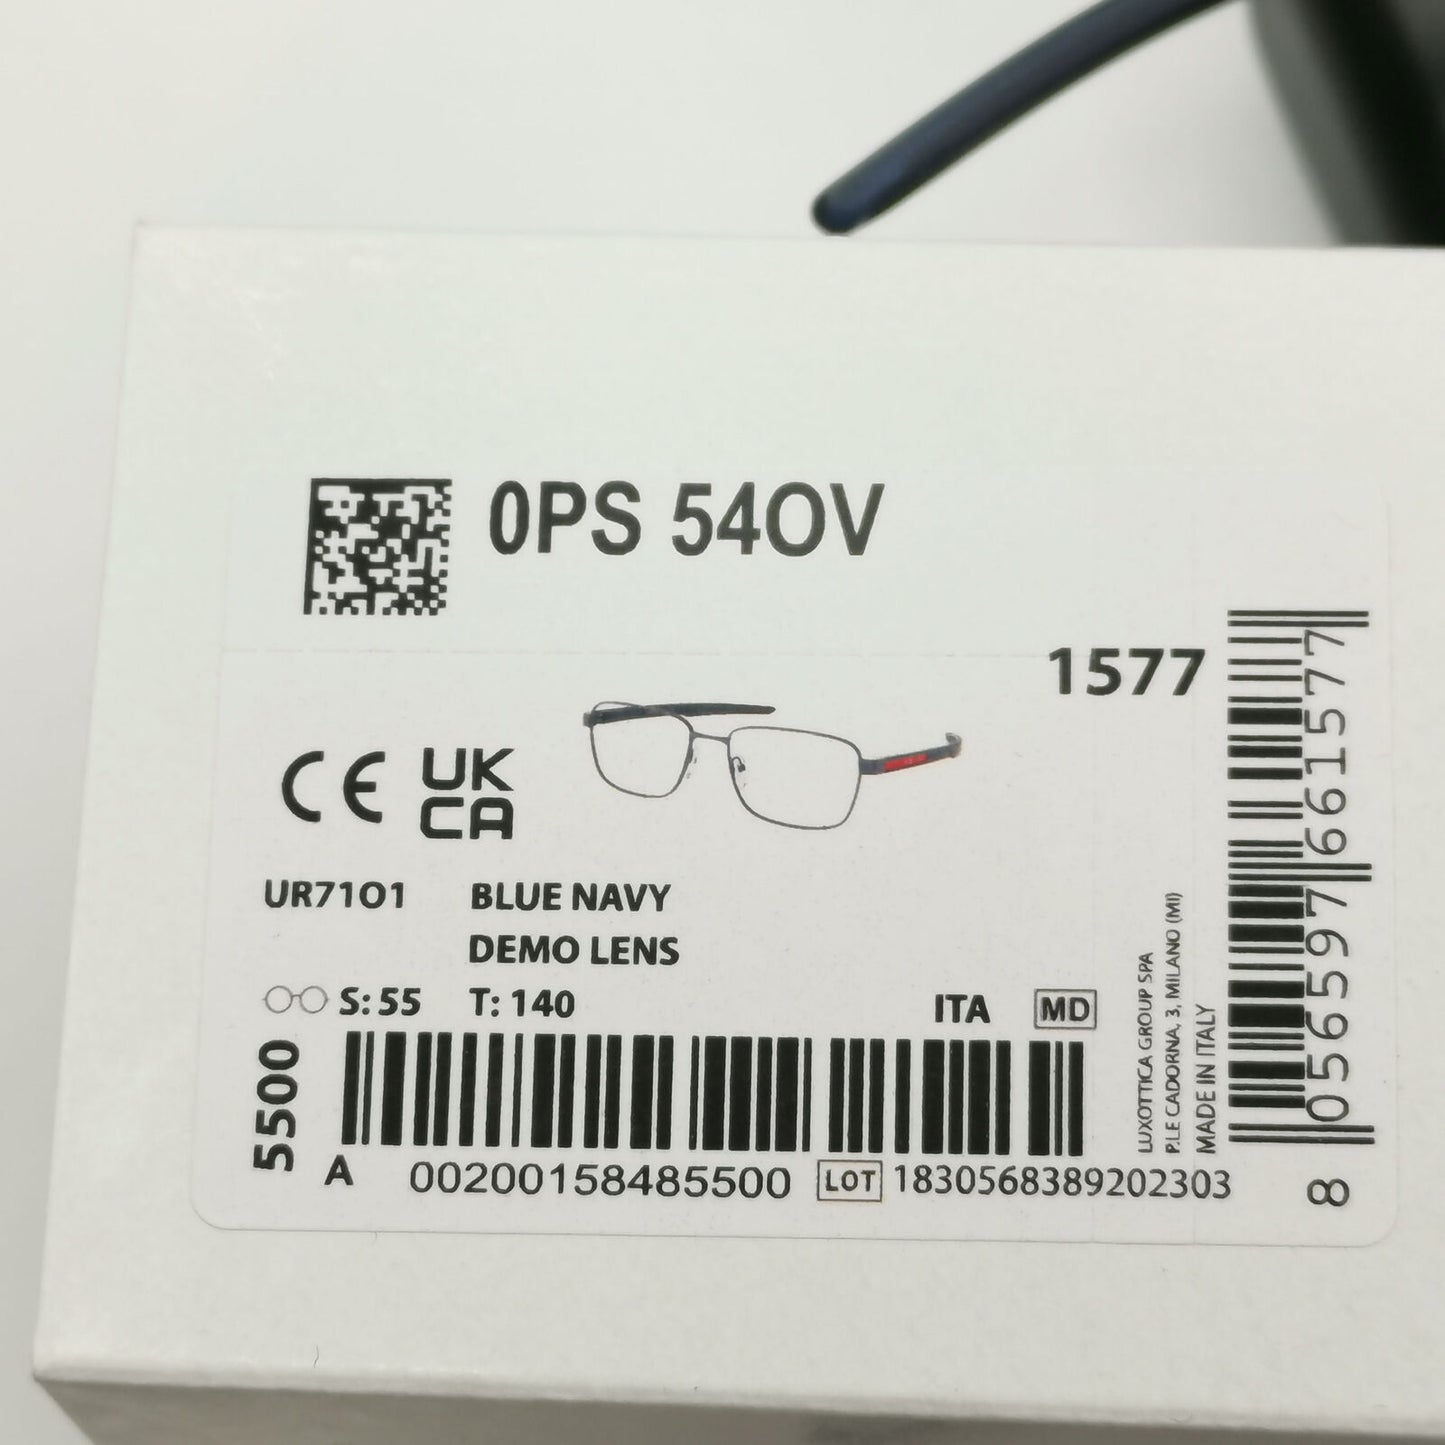 0PS 54OV
1577
CE
UK
CA
UR71O1 BLUE NAVY
DEMO LENS
S: 55 T: 140
ITA MD
5500
A 00200158485500 LOT 1830568389202303
LUXOTTICA GROUP SPA
P.LE CADORNA, 3, MILANO (MI)
MADE IN ITALY
8 056597 661577